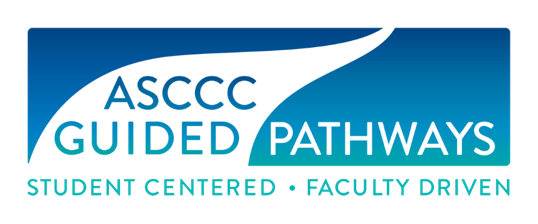 ASCCC
GUIDED PATHWAYS
STUDENT CENTERED • FACULTY DRIVEN